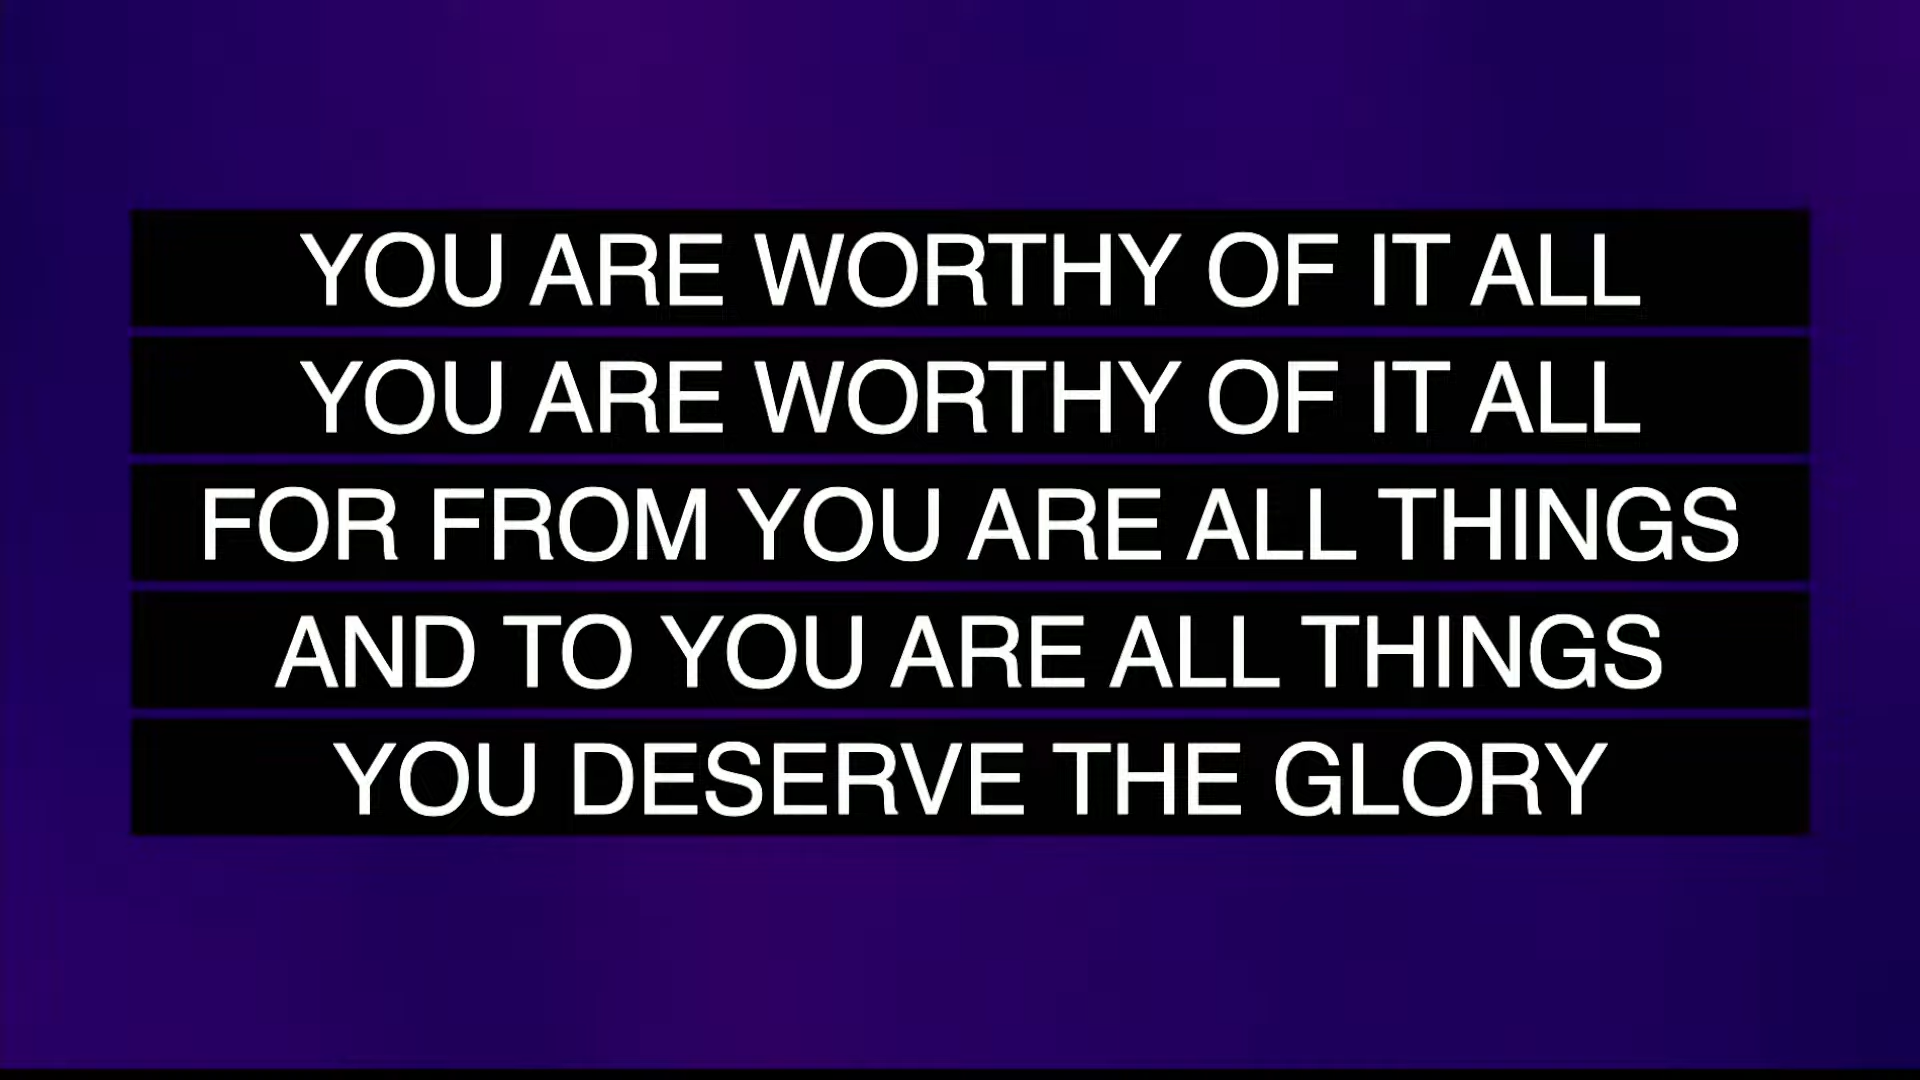 YOU ARE WORTHY OF IT ALL
YOU ARE WORTHY OF IT ALL
FOR FROM YOU ARE ALL THINGS
AND TO YOU ARE ALL THINGS
YOU DESERVE THE GLORY